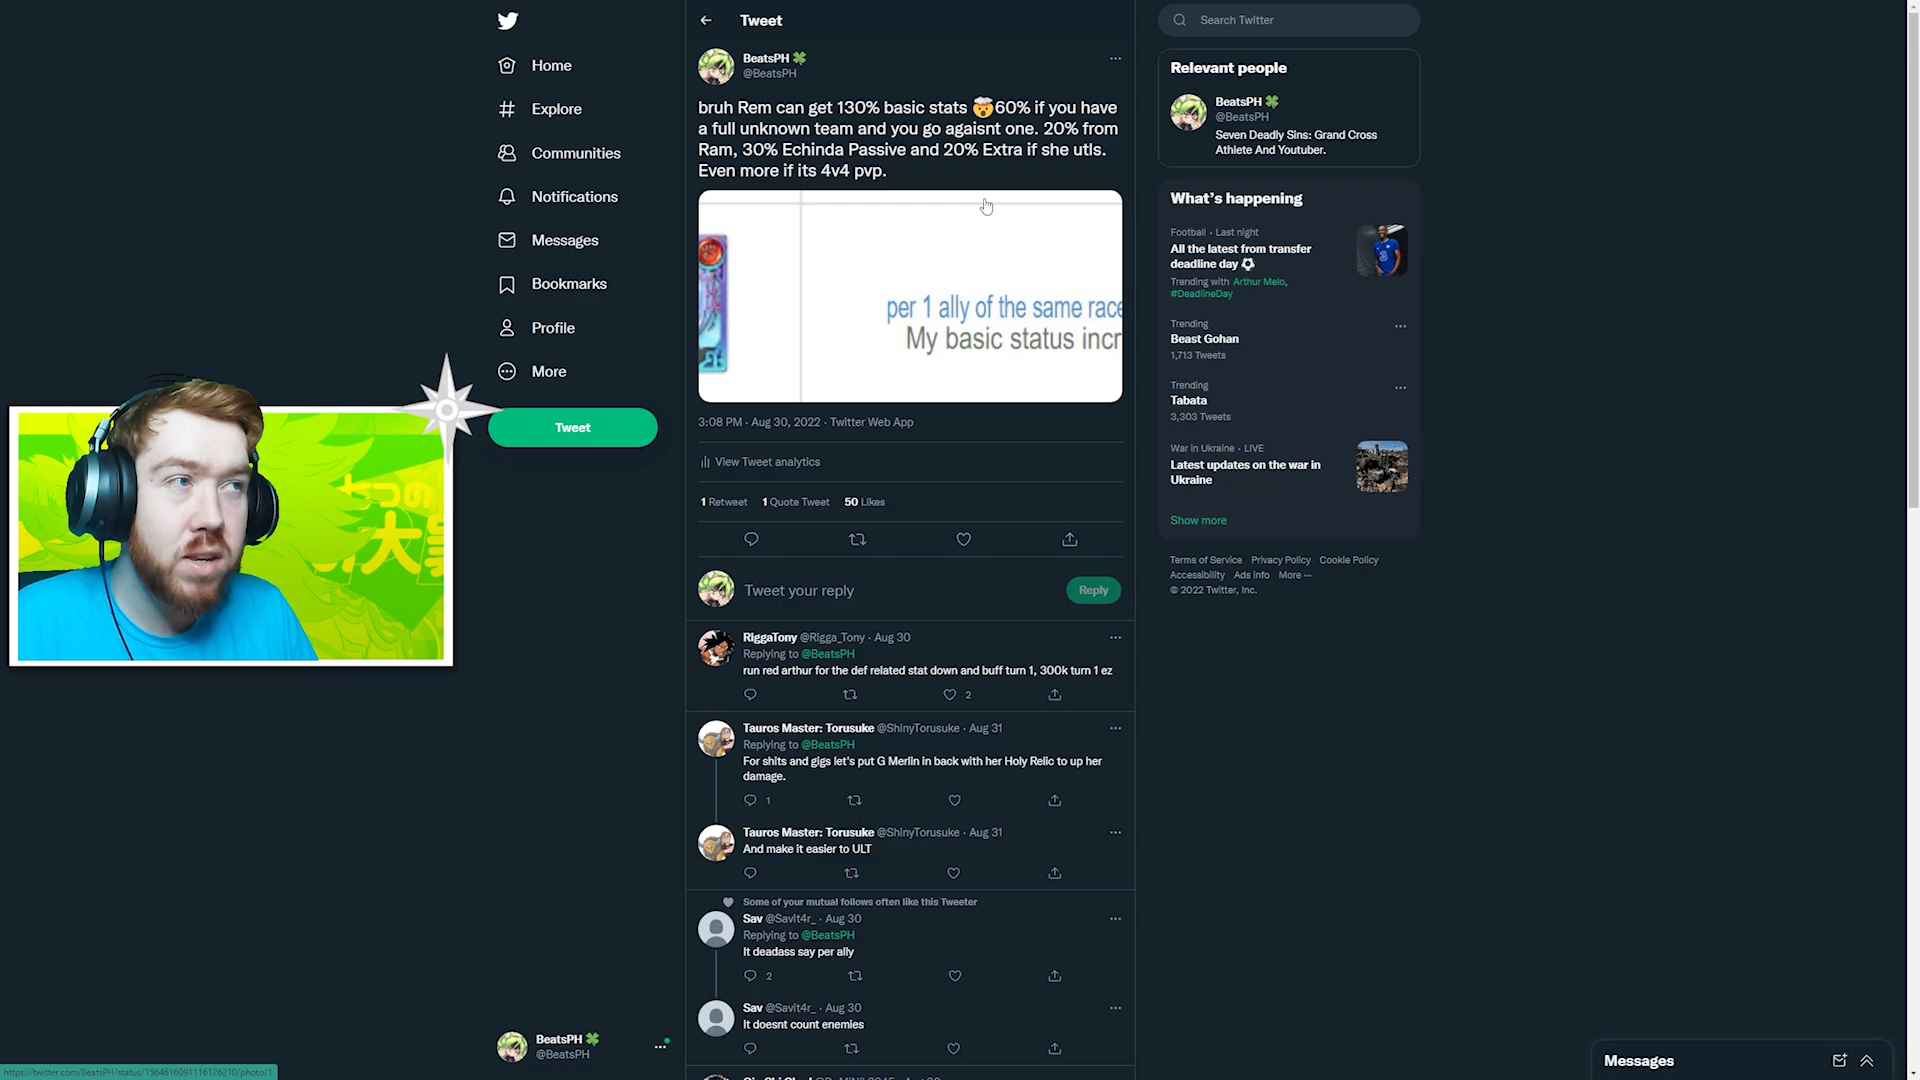 Tweet
Search Twitter
Home
Explore
Communities
Notifications
Messages
Bookmarks
Profile
More
Tweet
BeatsPH
@BeatsPH
bruh Rem can get 130% basic stats 🤯60% if you have
a full unknown team and you go agaisnt one. 20% from
Ram, 30% Echinda Passive and 20% Extra if she utls.
Even more if its 4v4 pvp.
per 1 ally of the same race
My basic status incr
3:08 PM · Aug 30, 2022 · Twitter Web App
View Tweet analytics
1 Retweet 1 Quote Tweet 50 Likes
Tweet your reply
Reply
RiggaTony @Rigga_Tony · Aug 30
Replying to @BeatsPH
run red arthur for the def related stat down and buff turn 1, 300k turn 1 ez
2
Tauros Master: Torusuke @ShinyTorusuke · Aug 31
Replying to @BeatsPH
For shits and gigs let's put G Merlin in back with her Holy Relic to up her
damage.
1
Tauros Master: Torusuke @ShinyTorusuke · Aug 31
And make it easier to ULT
Some of your mutual follows often like this Tweeter
Sav @Savit4r_ · Aug 30
Replying to @BeatsPH
It deadass say per ally
2
Sav @Savit4r_ · Aug 30
It doesnt count enemies
Relevant people
BeatsPH
@BeatsPH
Seven Deadly Sins: Grand Cross
Athlete And Youtuber.
What's happening
Football · Last night
All the latest from transfer
deadline day ⚽
Trending with Arthur Melo,
#DeadlineDay
Trending
Beast Gohan
1,713 Tweets
Trending
Tabata
3,303 Tweets
War in Ukraine · LIVE
Latest updates on the war in
Ukraine
Show more
Terms of Service Privacy Policy Cookie Policy
Accessibility Ads info More ···
© 2022 Twitter, Inc.
BeatsPH
@BeatsPH
https://twitter.com/BeatsPH/status/1564616091116126210/photo/1
Messages